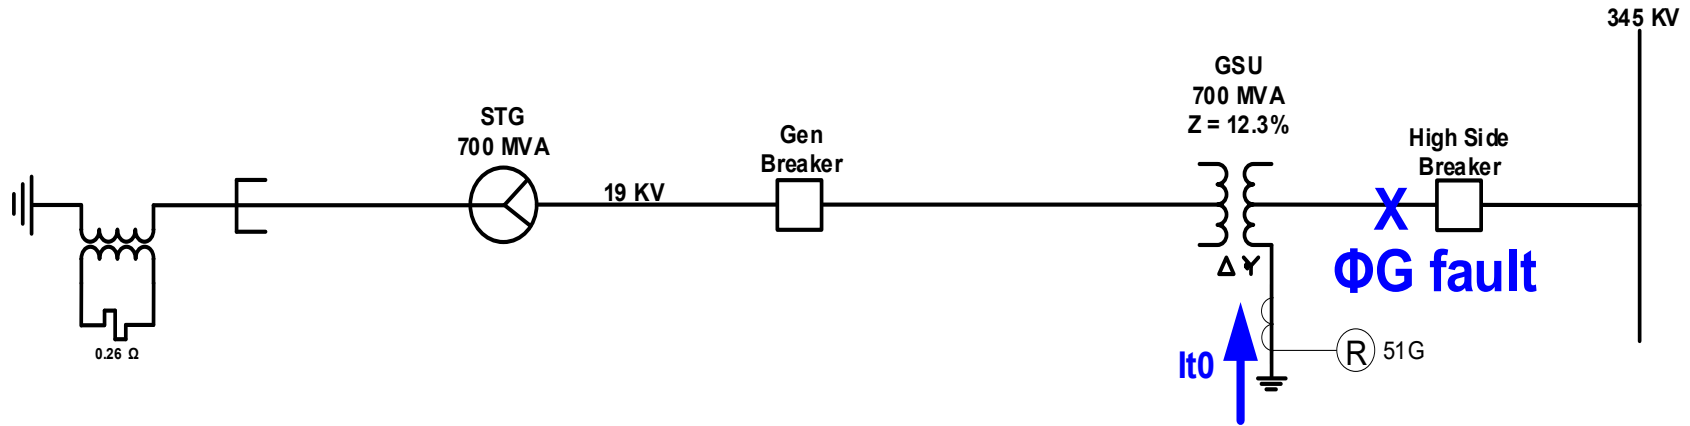 345 KV
GSU
700 MVA
Z = 12.3%
STG
700 MVA
Gen
Breaker
High Side
Breaker
19 KV
X
ΦG fault
Δ Y
0.26 Ω
It0
R 51G